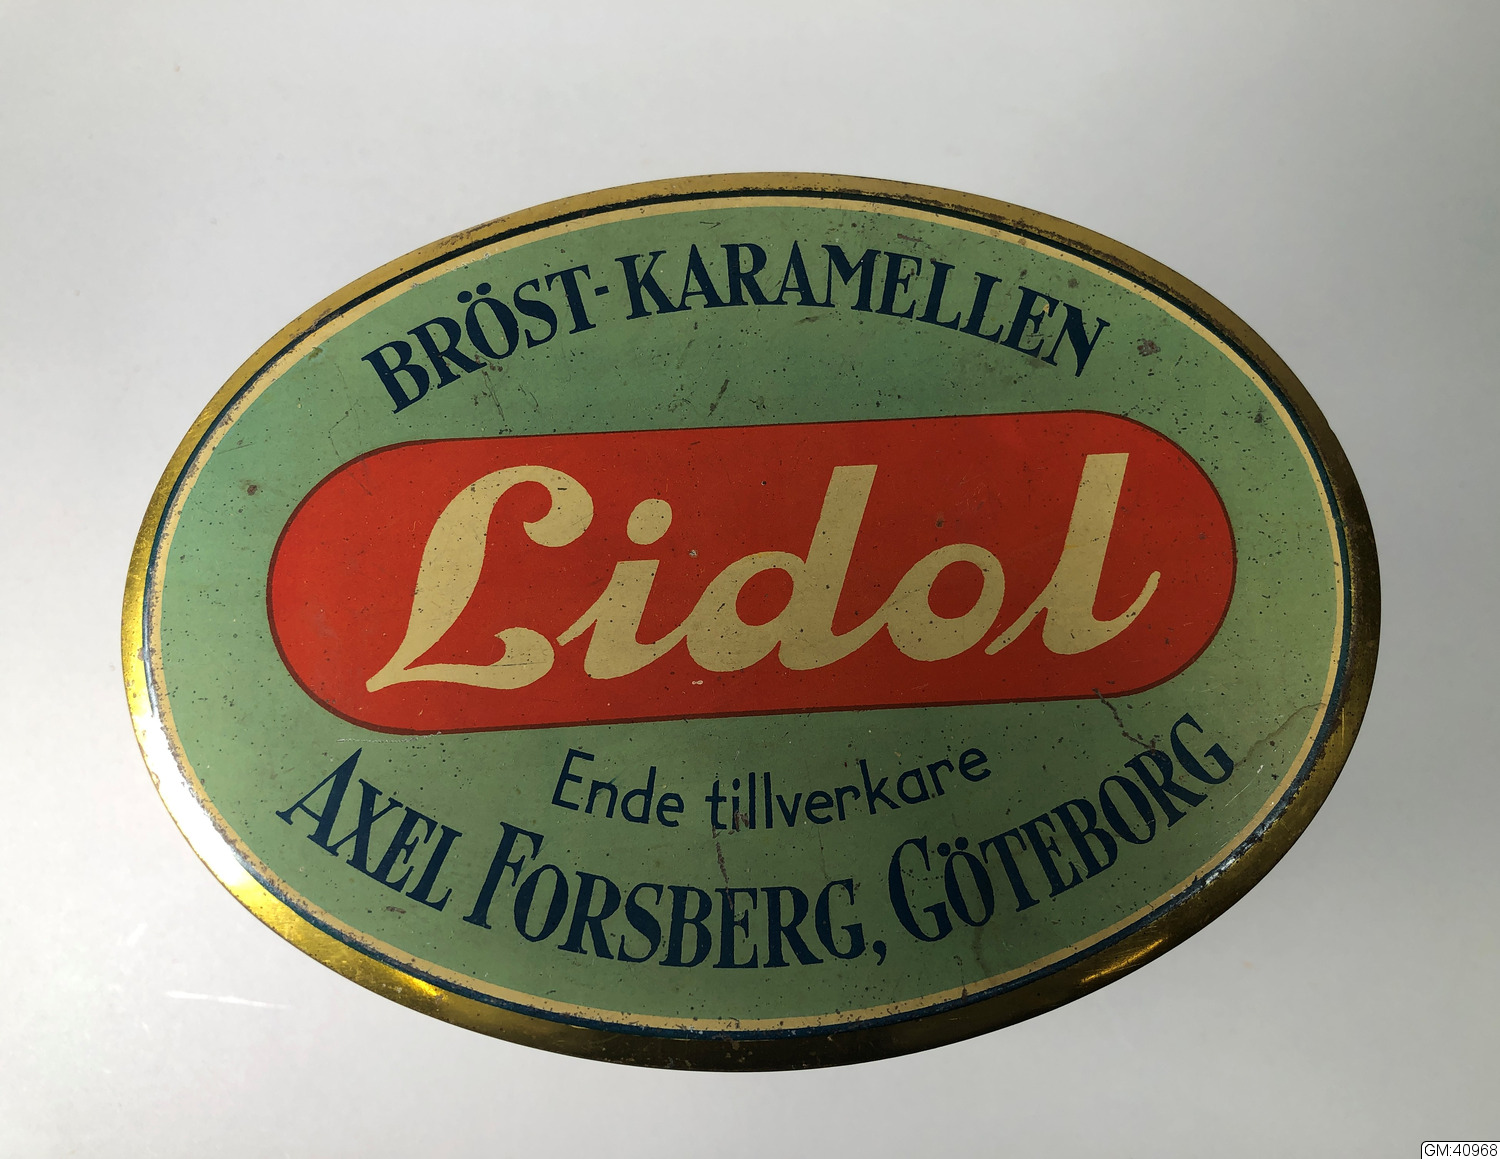 BRÖST-KARAMELLEN
Lidol
Ende tillverkare
AXEL FORSBERG, GÖTEBORG
GM:40968